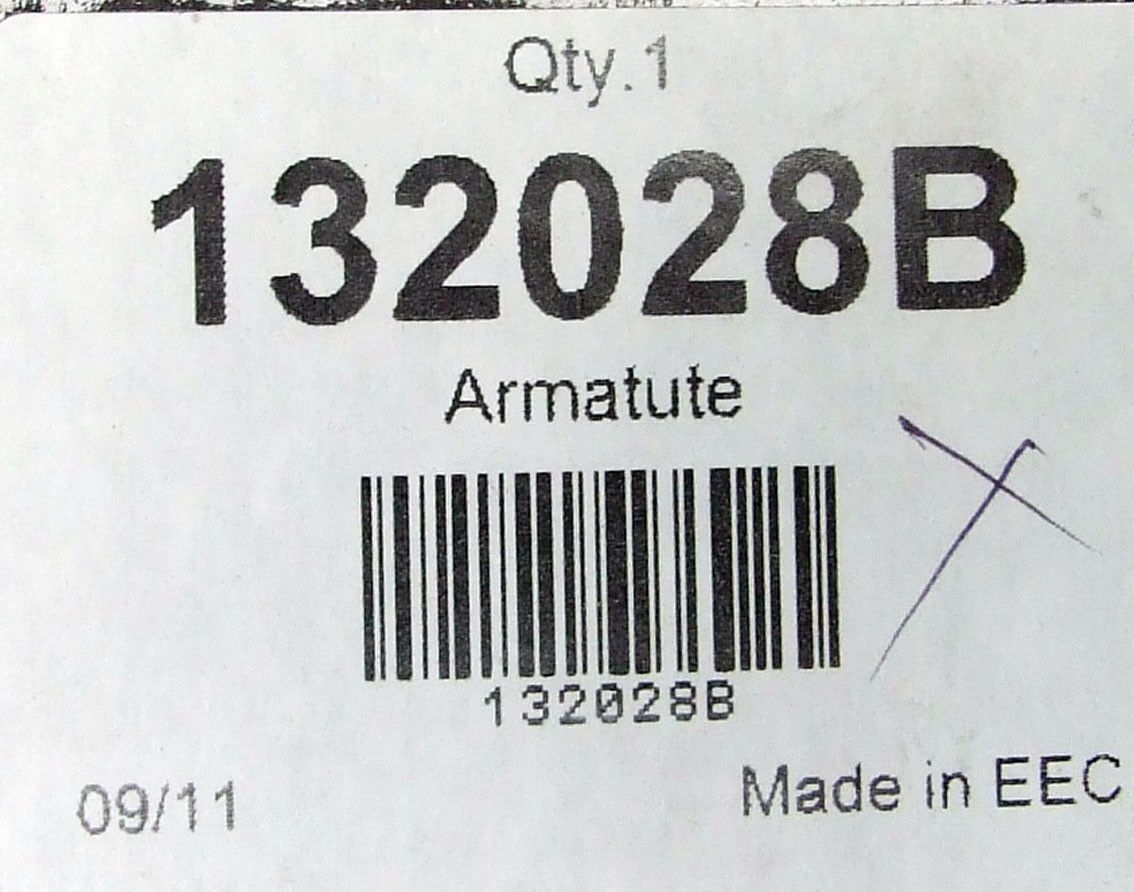 Qty.1
132028B
Armatute
132028B
09/11
Made in EEC